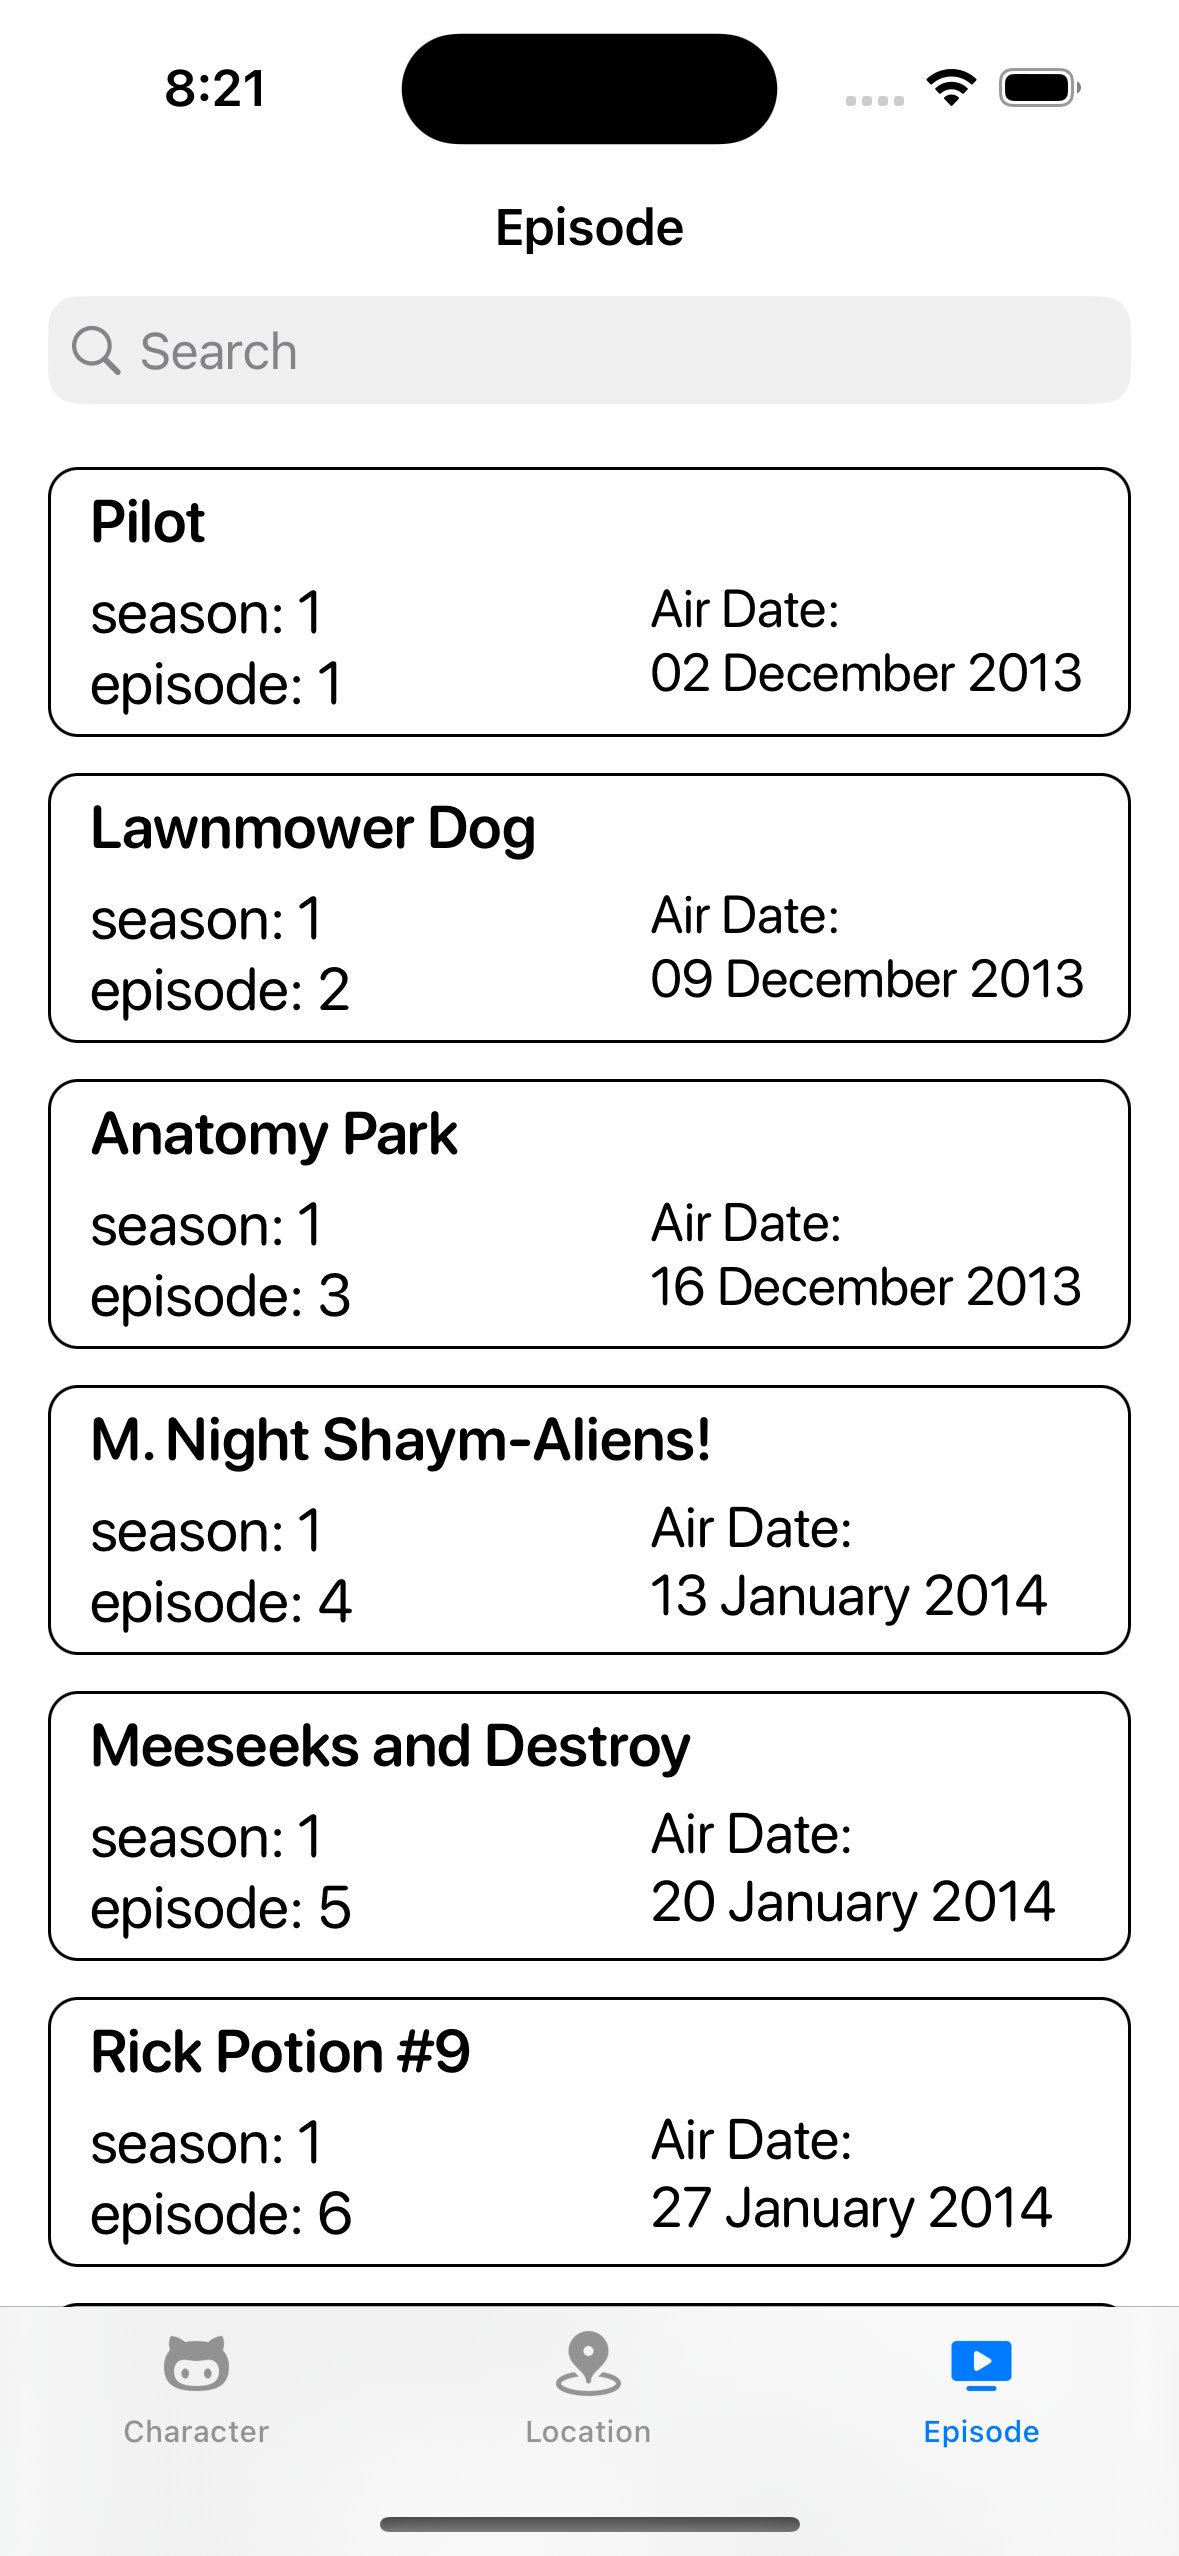 8:21
Episode
Search
Pilot
season: 1
episode: 1
Air Date:
02 December 2013
Lawnmower Dog
season: 1
episode: 2
Air Date:
09 December 2013
Anatomy Park
season: 1
episode: 3
Air Date:
16 December 2013
M. Night Shaym-Aliens!
season: 1
episode: 4
Air Date:
13 January 2014
Meeseeks and Destroy
season: 1
episode: 5
Air Date:
20 January 2014
Rick Potion #9
season: 1
episode: 6
Air Date:
27 January 2014
Character
Location
Episode